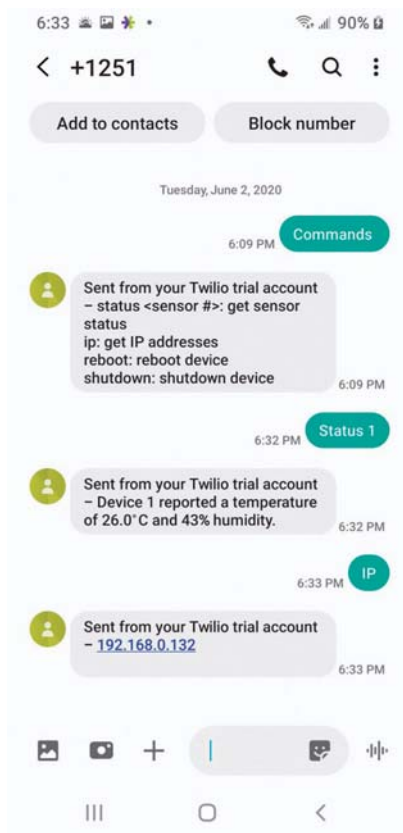 6:33
90%
+1251
Add to contacts
Block number
Tuesday, June 2, 2020
6:09 PM
Commands
Sent from your Twilio trial account
– status <sensor #>: get sensor
status
ip: get IP addresses
reboot: reboot device
shutdown: shutdown device
6:09 PM
6:32 PM
Status 1
Sent from your Twilio trial account
– Device 1 reported a temperature
of 26.0°C and 43% humidity.
6:32 PM
6:33 PM
IP
Sent from your Twilio trial account
– 192.168.0.132
6:33 PM